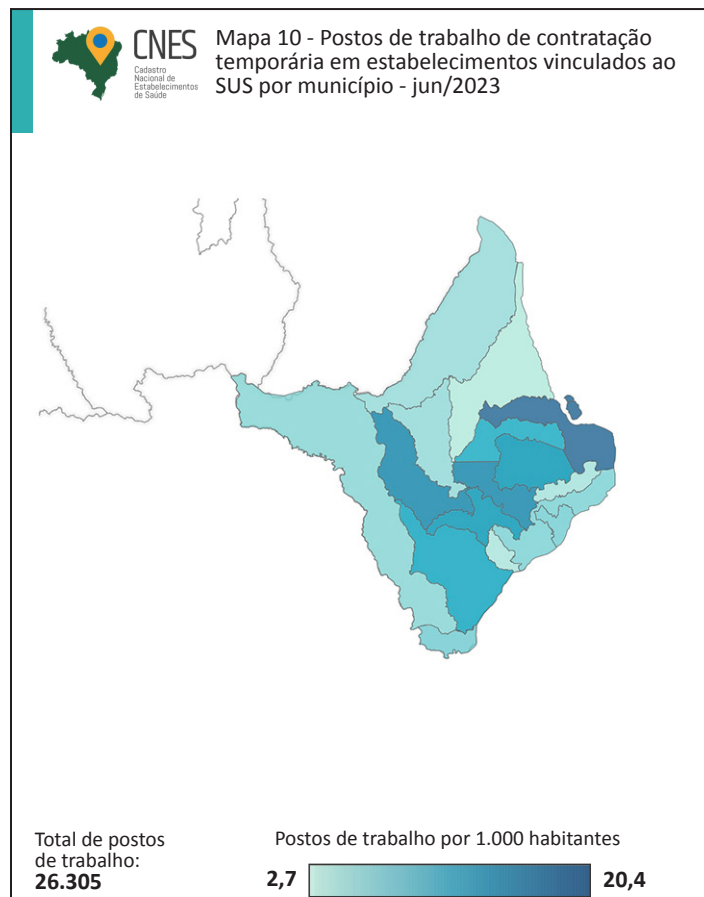 CNES
Cadastro
Nacional de
Estabelecimentos
de Saúde
Mapa 10 - Postos de trabalho de contratação
temporária em estabelecimentos vinculados ao
SUS por município - jun/2023
Total de postos
de trabalho:
26.305
Postos de trabalho por 1.000 habitantes
2,7
20,4